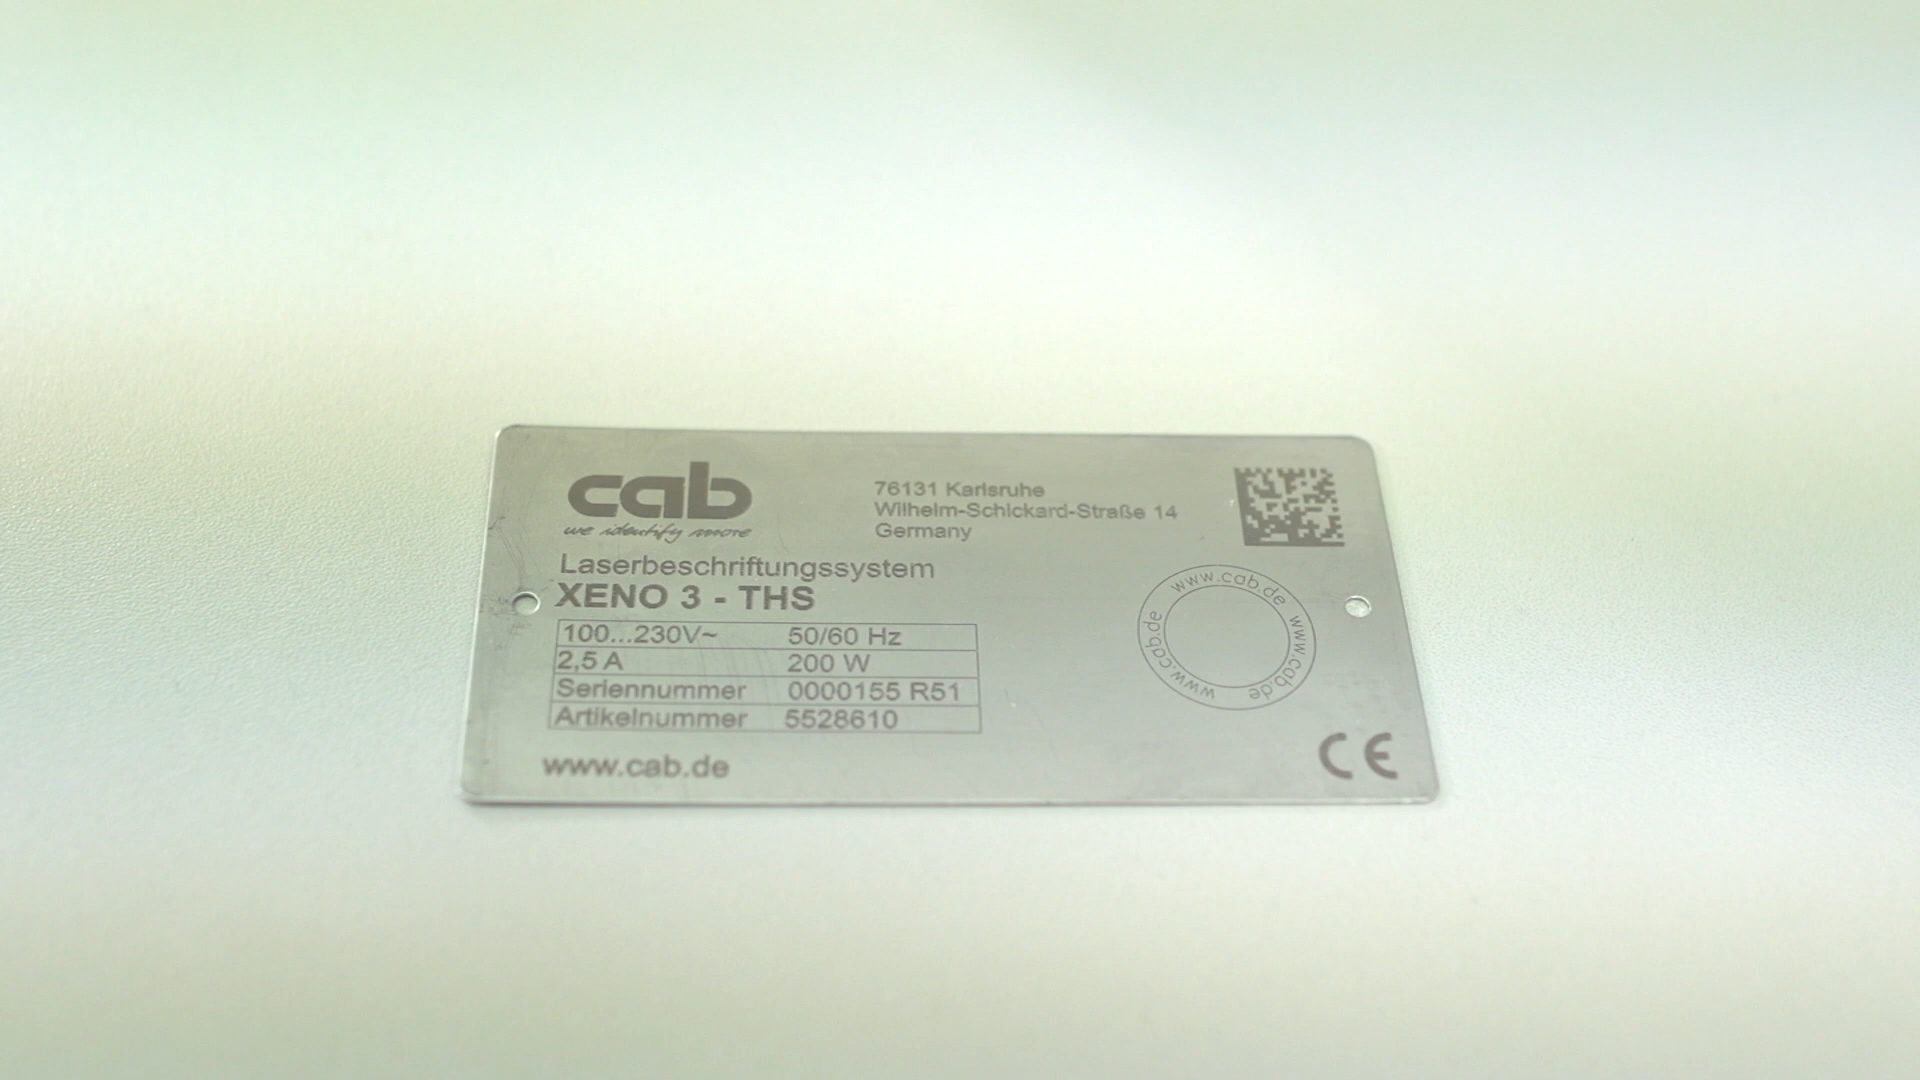 cab
we identify more
76131 Karlsruhe
Wilhelm-Schickard-Straße 14
Germany
Laserbeschriftungssystem
XENO 3 - THS
100...230V~ 50/60 Hz
2,5 A 200 W
Seriennummer 0000155 R51
Artikelnummer 5528610
www.cab.de
www.cab.de www.cab.de www.cab.de
CE